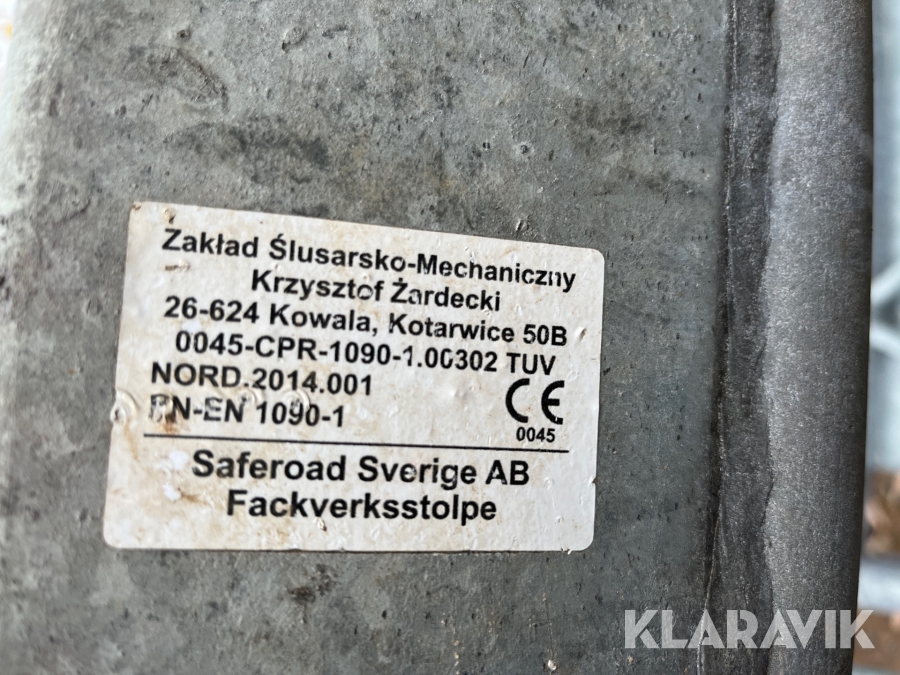 Zakład Ślusarsko-Mechaniczny
Krzysztof Żardecki
26-624 Kowala, Kotarwice 50B
0045-CPR-1090-1.00302 TUV
NORD.2014.001
PN-EN 1090-1
CE
0045
Saferoad Sverige AB
Fackverksstolpe
KLARAVIK